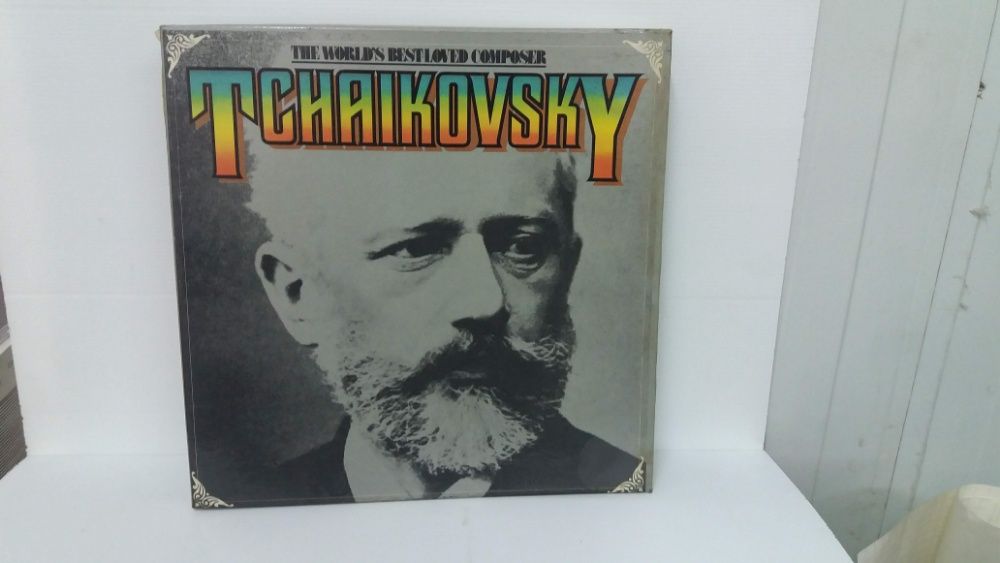 THE WORLD'S BEST LOVED COMPOSER
TCHAIKOVSKY